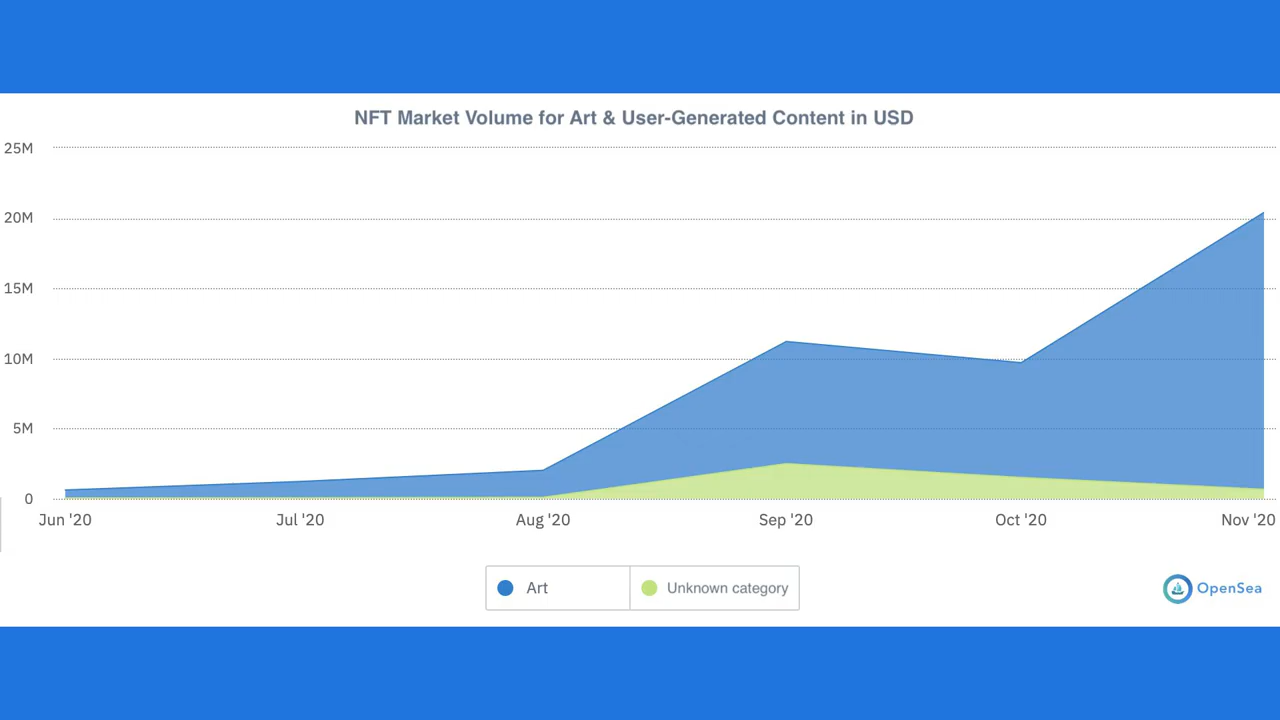 NFT Market Volume for Art & User-Generated Content in USD
25M
20M
15M
10M
5M
0
Jun '20 Jul '20 Aug '20 Sep '20 Oct '20 Nov '20
Art Unknown category
OpenSea